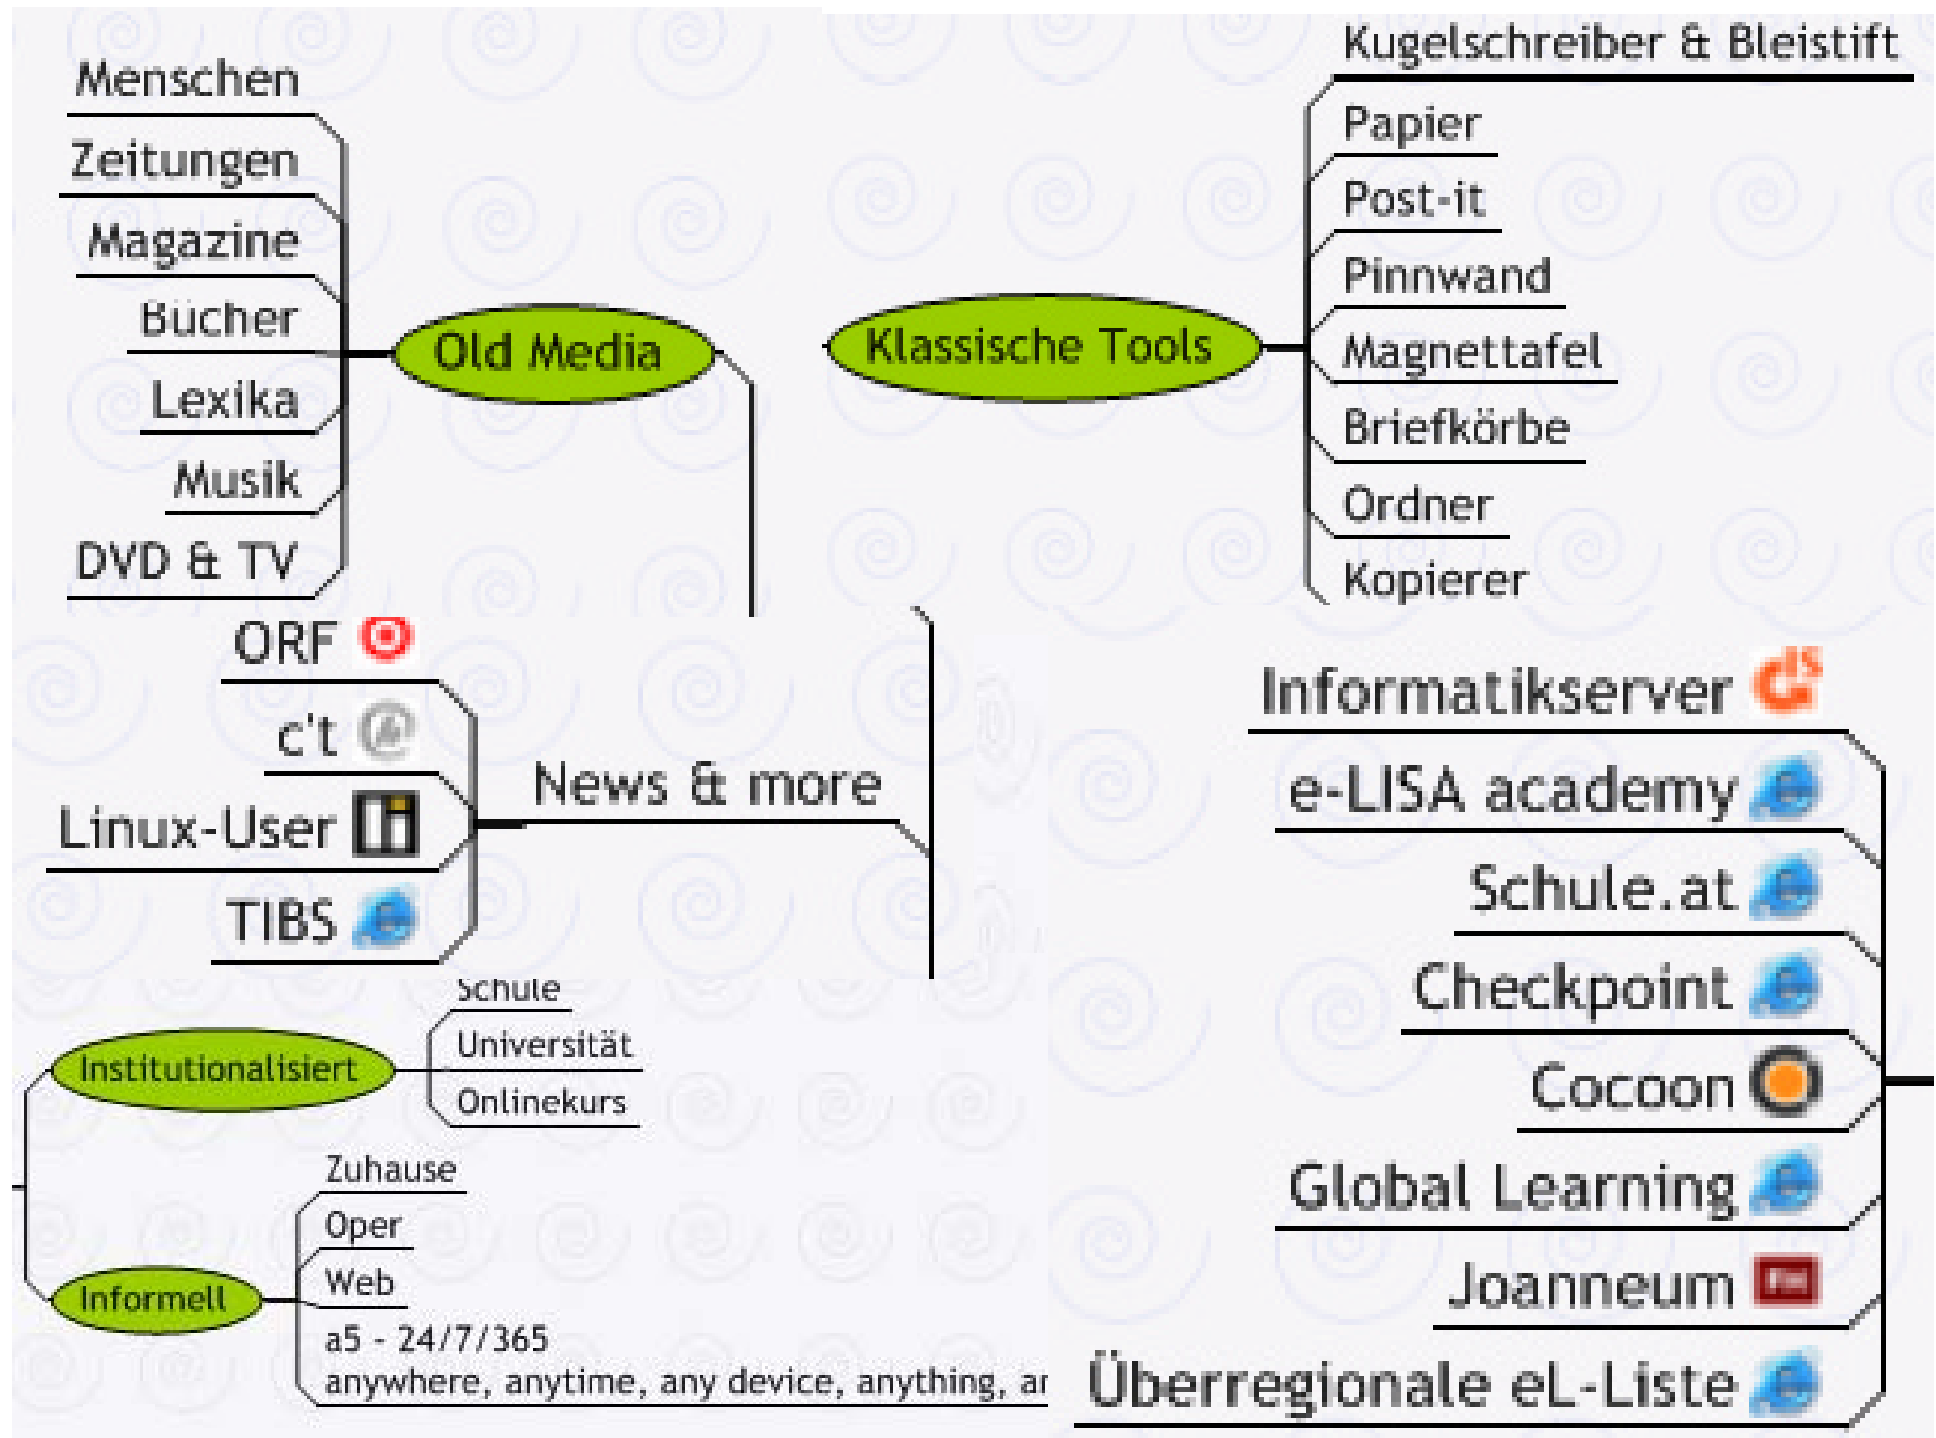 Menschen
Zeitungen
Magazine
Bücher
Lexika
Musik
DVD & TV
Old Media
Klassische Tools
Kugelschreiber & Bleistift
Papier
Post-it
Pinnwand
Magnettafel
Briefkörbe
Ordner
Kopierer
ORF
c't
Linux-User
TIBS
News & more
Informatikserver
e-LISA academy
Schule.at
Checkpoint
Cocoon
Global Learning
Joanneum
Überregionale eL-Liste
Institutionalisiert
Schule
Universität
Onlinekurs
Informell
Zuhause
Oper
Web
a5 - 24/7/365
anywhere, anytime, any device, anything,